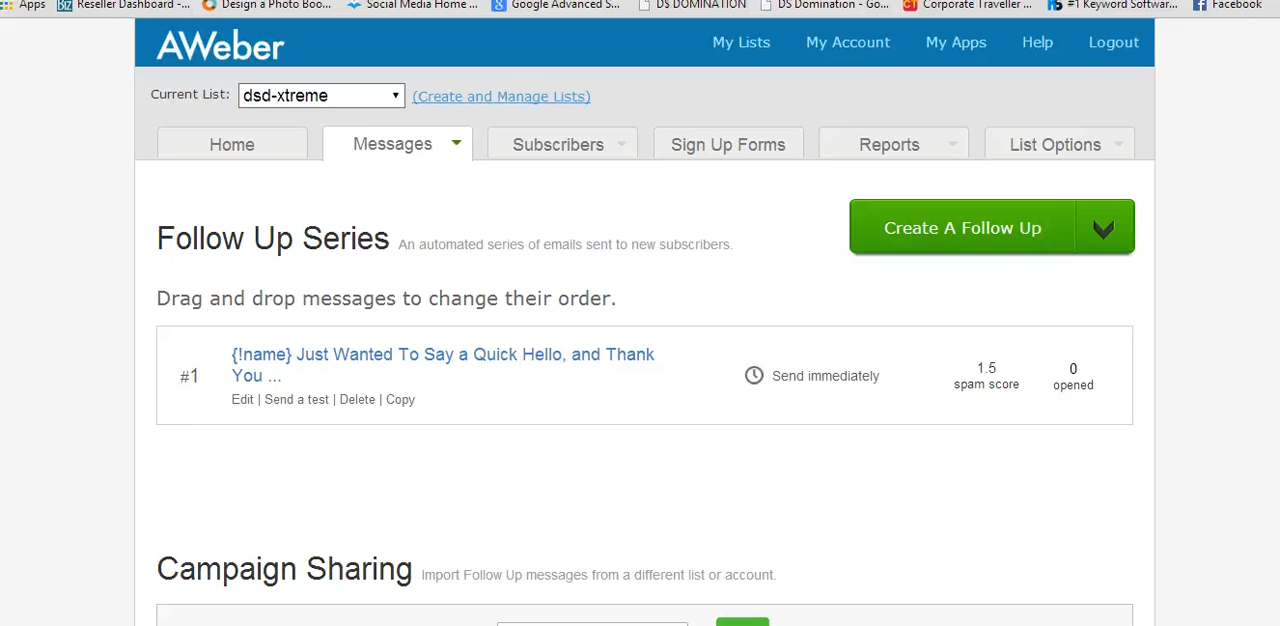 Apps Reseller Dashboard -... Design a Photo Boo... Social Media Home ... Google Advanced S... DS DOMINATION DS Domination - Go... Corporate Traveller ... #1 Keyword Softwar... Facebook
AWeber My Lists My Account My Apps Help Logout
Current List: dsd-xtreme (Create and Manage Lists)
Home Messages Subscribers Sign Up Forms Reports List Options
Create A Follow Up
Follow Up Series An automated series of emails sent to new subscribers.
Drag and drop messages to change their order.
#1
{!name} Just Wanted To Say a Quick Hello, and Thank
You ...
Edit | Send a test | Delete | Copy
Send immediately
1.5
spam score
0
opened
Campaign Sharing Import Follow Up messages from a different list or account.